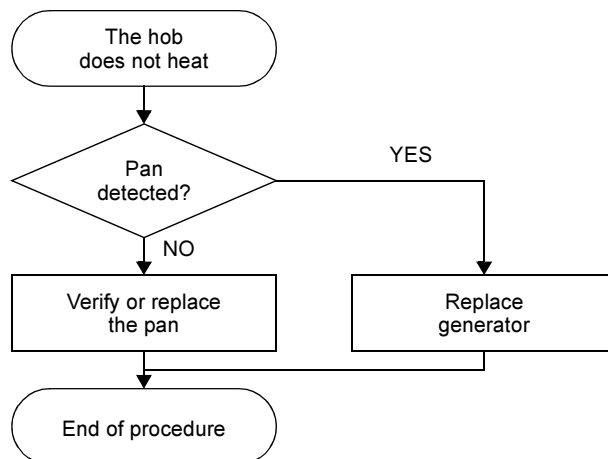 The hob
does not heat
Pan
detected?
YES
NO
Verify or replace
the pan
Replace
generator
End of procedure